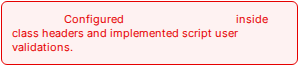 Configured inside
class headers and implemented script user
validations.